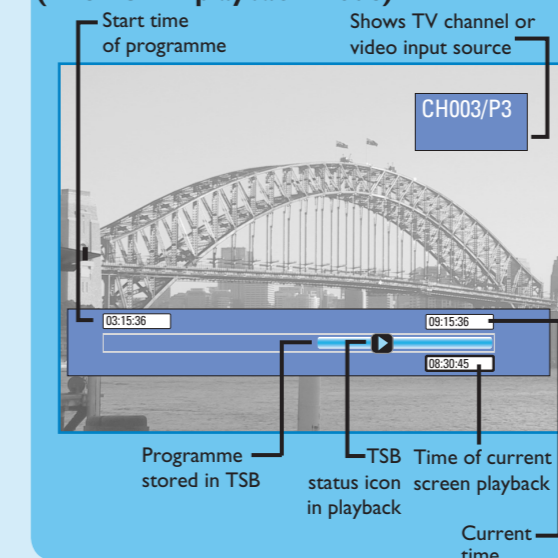 Start time
of programme
Shows TV channel or
video input source
CH003/P3
03:15:36
09:15:36
08:30:45
Programme
stored in TSB
TSB
status icon
in playback
Time of current
screen playback
Current
time